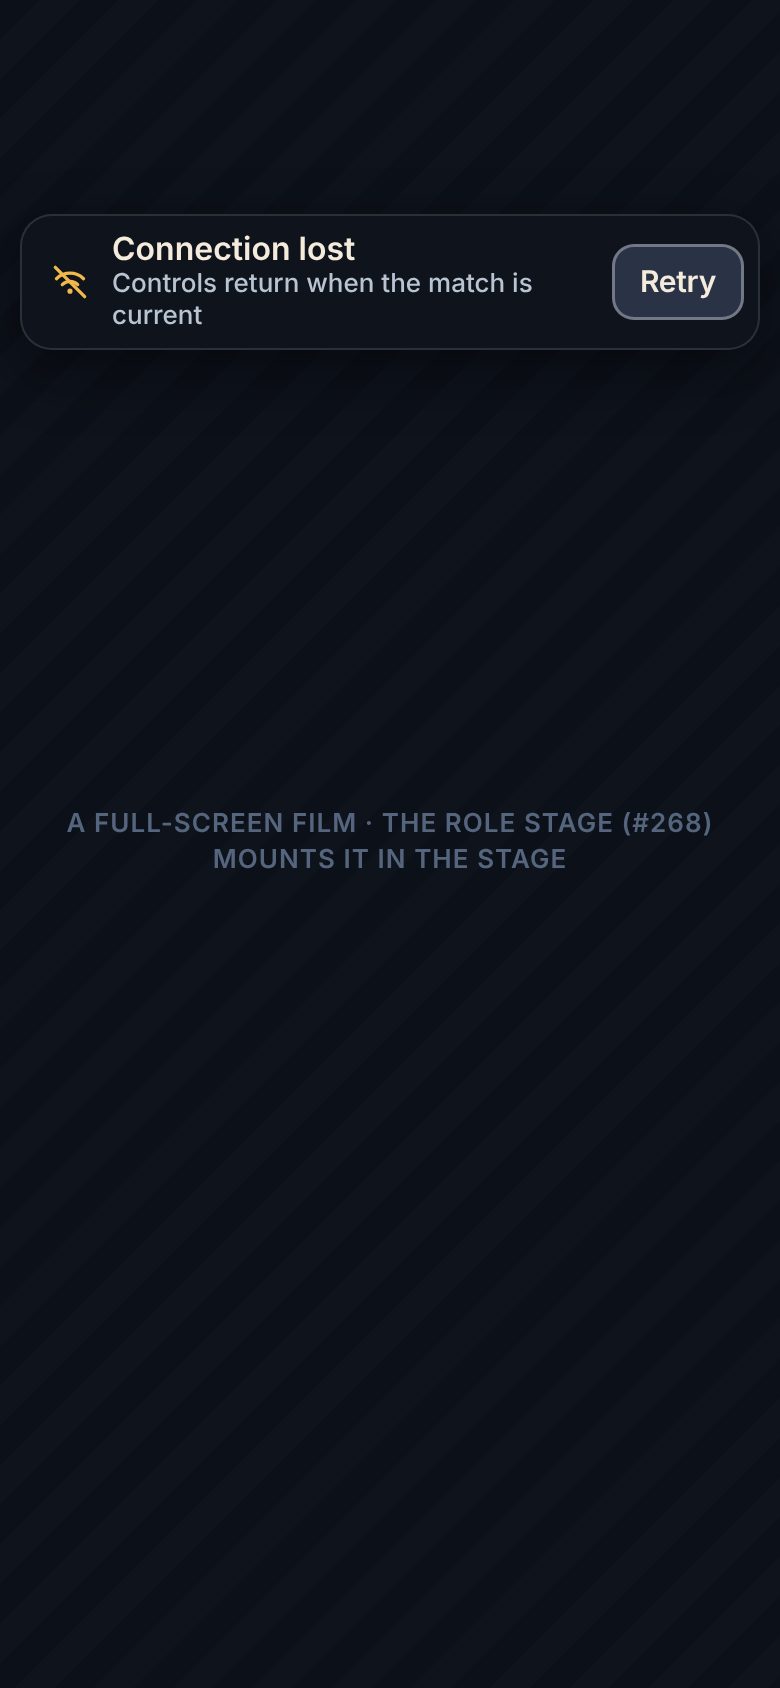 Connection lost
Controls return when the match is
current
Retry
A FULL-SCREEN FILM · THE ROLE STAGE (#268)
MOUNTS IT IN THE STAGE